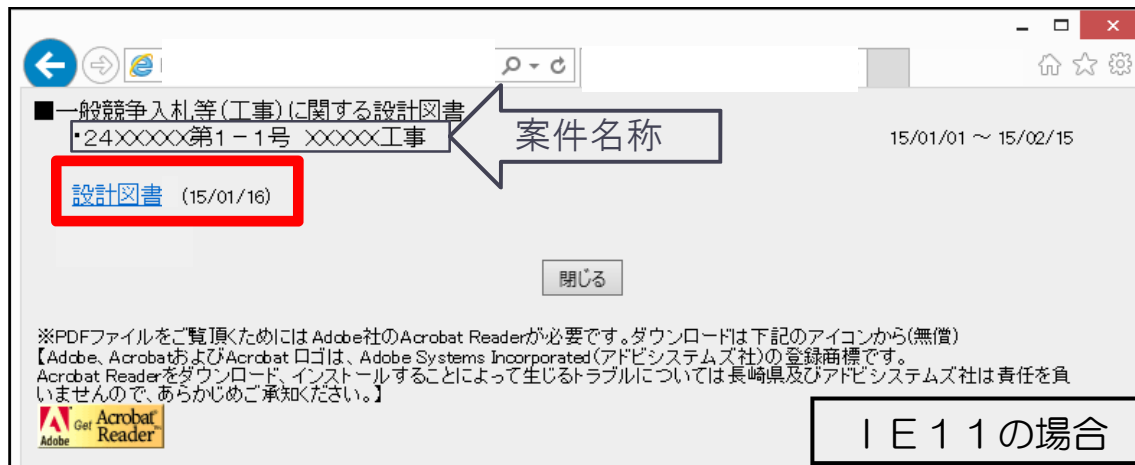 ■一般競争入札等(工事)に関する設計図書
・24XXXXX第1-1号 XXXXX工事
案件名称
15/01/01 ～ 15/02/15
設計図書 (15/01/16)
閉じる
※PDFファイルをご覧頂くためには Adobe社のAcrobat Readerが必要です。ダウンロードは下記のアイコンから(無償)
【Adobe、AcrobatおよびAcrobat ロゴは、Adobe Systems Incorporated(アドビシステムズ社)の登録商標です。
Acrobat Readerをダウンロード、インストールすることによって生じるトラブルについては長崎県及びアドビシステムズ社は責任を負
いませんので、あらかじめご承知ください。】
Adobe Get Acrobat
Reader
ＩＥ１１の場合